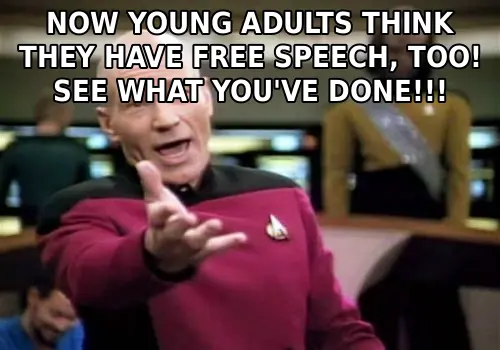 NOW YOUNG ADULTS THINK
THEY HAVE FREE SPEECH, TOO!
SEE WHAT YOU'VE DONE!!!